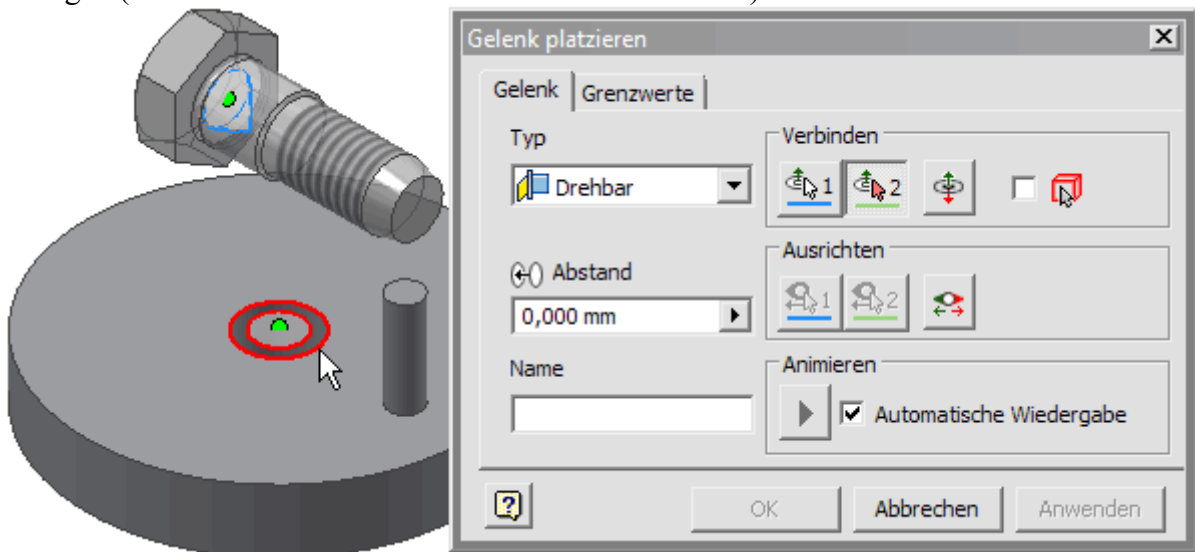 Gelenk platzieren
Gelenk Grenzwerte
Typ
Verbinden
Drehbar
1 2
Abstand
Ausrichten
0,000 mm
1 2
Name
Animieren
Automatische Wiedergabe
OK Abbrechen Anwenden